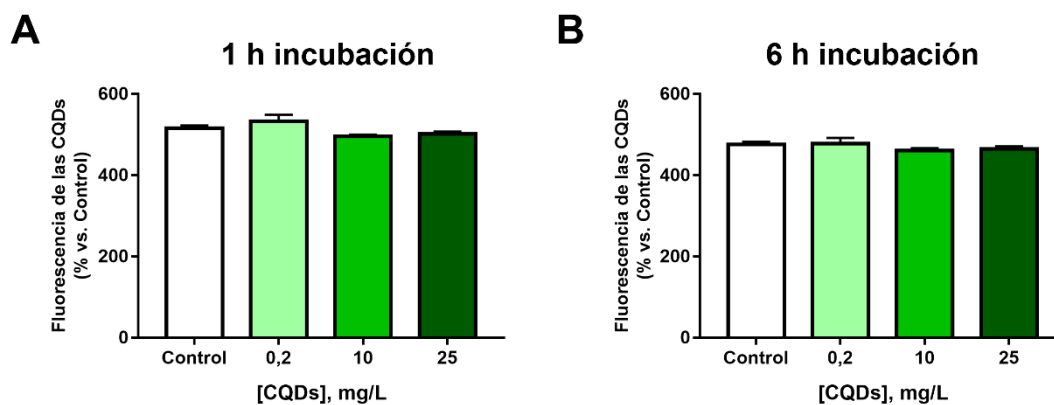 A
1 h incubación
Fluorescencia de las CQDs
(% vs. Control)
600
400
200
0
Control 0,2 10 25
[CQDs], mg/L
B
6 h incubación
Fluorescencia de las CQDs
(% vs. Control)
600
400
200
0
Control 0,2 10 25
[CQDs], mg/L